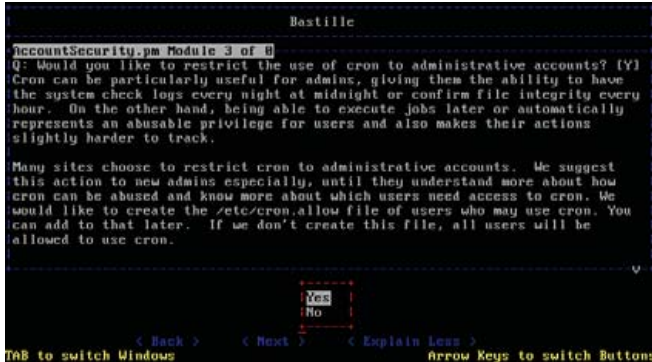 Bastille
AccountSecurity.pm Module 3 of 0
Q: Would you like to restrict the use of cron to administrative accounts? [Y]
Cron can be particularly useful for admins, giving them the ability to have
the system check logs every night at midnight or confirm file integrity every
hour. On the other hand, being able to execute jobs later or automatically
represents an abusable privilege for users and also makes their actions
slightly harder to track.
Many sites choose to restrict cron to administrative accounts. We suggest
this action to new admins especially, until they understand more about how
cron can be abused and know more about which users need access to cron. We
would like to create the /etc/cron.allow file of users who may use cron. You
can add to that later. If we don't create this file, all users will be
allowed to use cron.
v
Yes
No
< Back > < Next > < Explain Less >
TAB to switch Windows Arrow Keys to switch Buttons